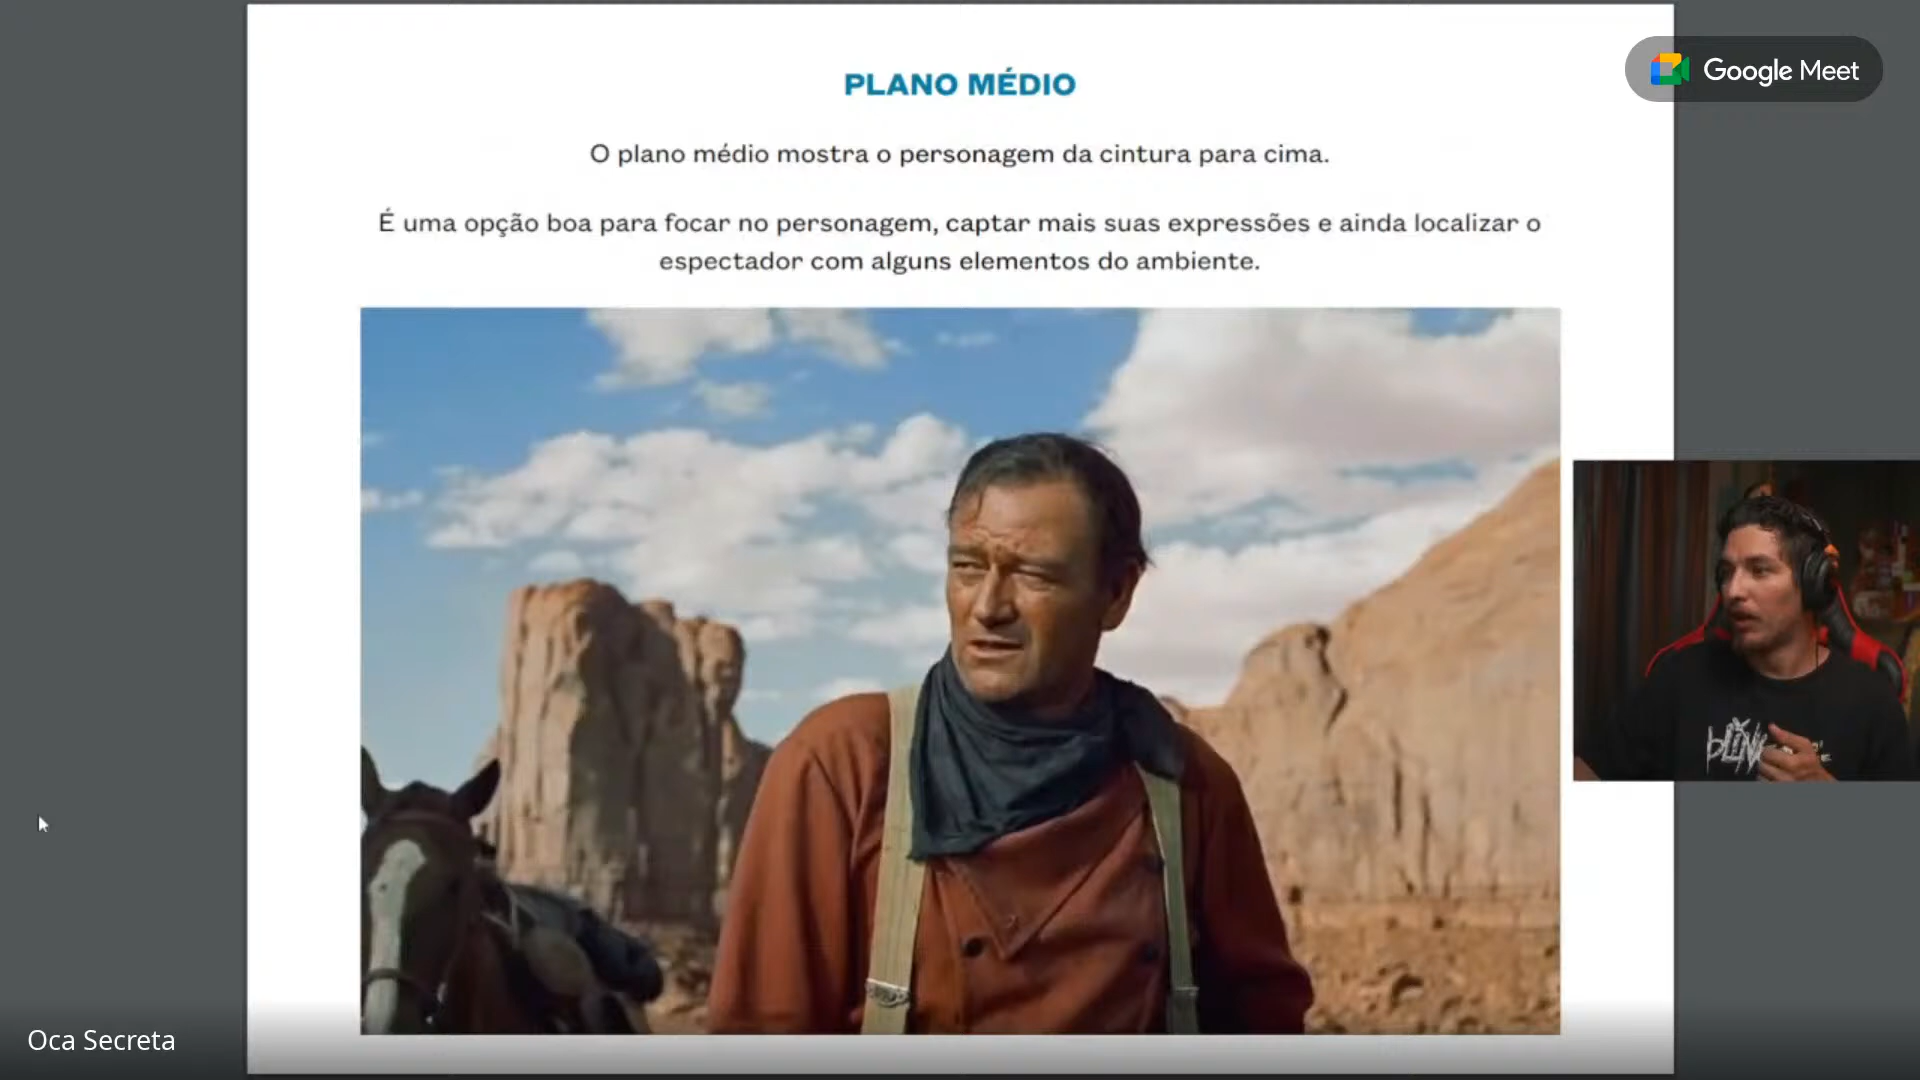 PLANO MÉDIO
Google Meet
O plano médio mostra o personagem da cintura para cima.
É uma opção boa para focar no personagem, captar mais suas expressões e ainda localizar o
espectador com alguns elementos do ambiente.
Oca Secreta